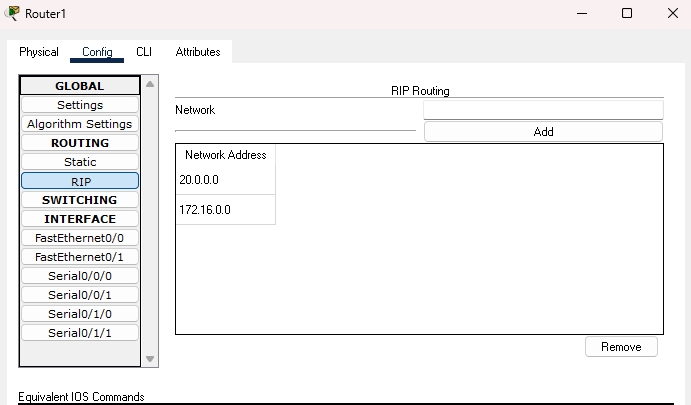 Router1
Physical Config CLI Attributes
GLOBAL
Settings
Algorithm Settings
ROUTING
Static
RIP
SWITCHING
INTERFACE
FastEthernet0/0
FastEthernet0/1
Serial0/0/0
Serial0/0/1
Serial0/1/0
Serial0/1/1
RIP Routing
Network
Add
Network Address
20.0.0.0
172.16.0.0
Remove
Equivalent IOS Commands